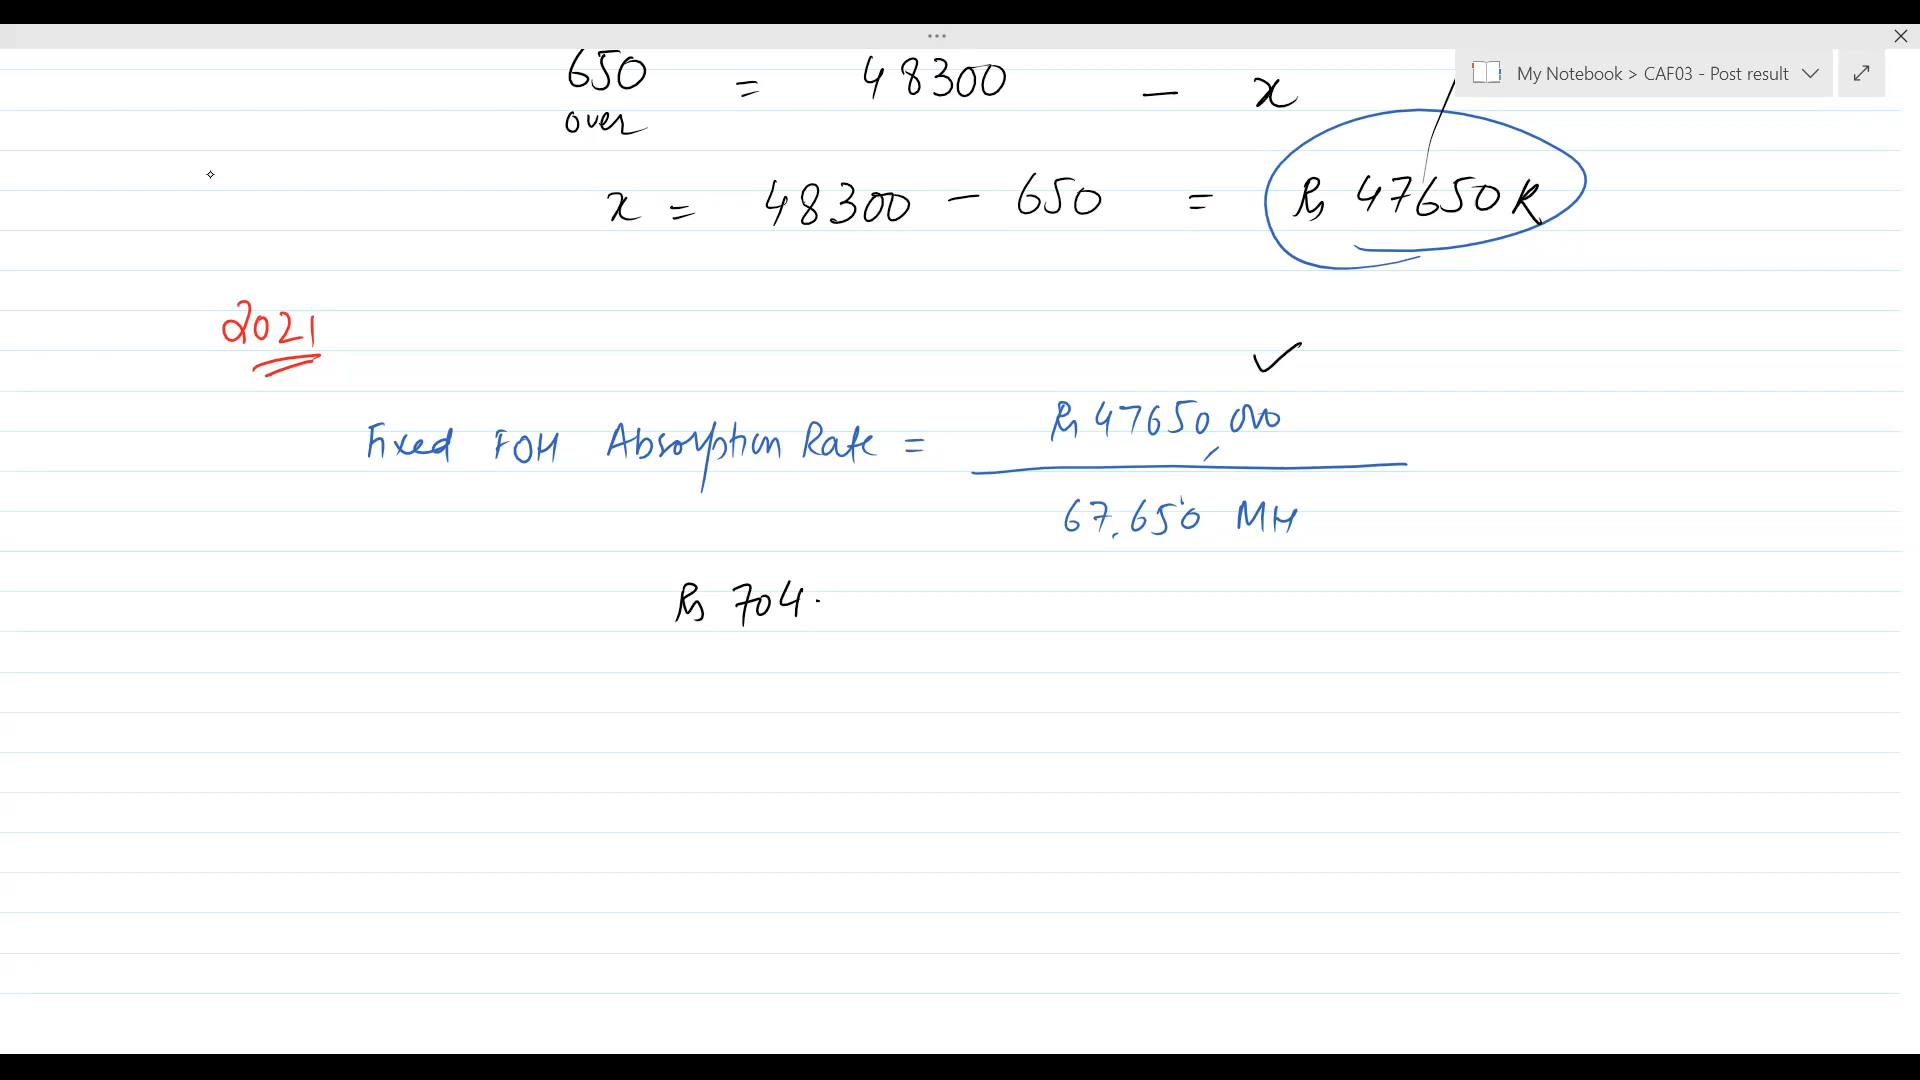 My Notebook > CAF03 - Post result
650 = 48300 - x
over
x = 48300 - 650 = Rs 47650 K
2021
Fixed FOH Absorption Rate = Rs 47650,000
67,650 MH
Rs 704.